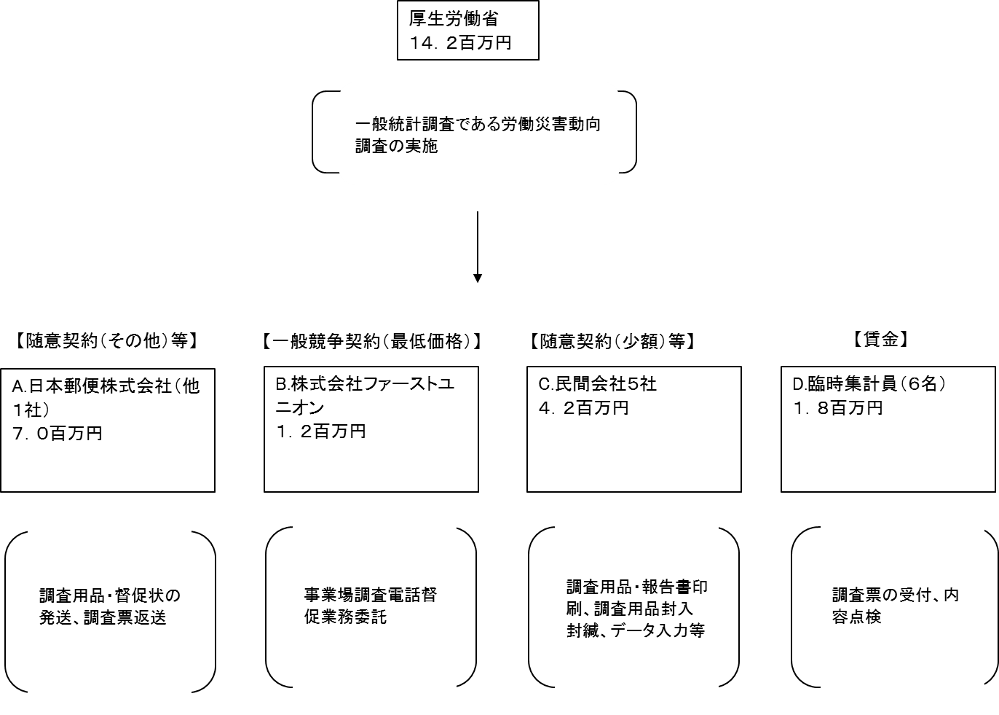 厚生労働省
１４．２百万円
一般統計調査である労働災害動向
調査の実施
【随意契約（その他）等】
【一般競争契約（最低価格）】
【随意契約（少額）等】
【賃金】
A.日本郵便株式会社（他
１社）
７．０百万円
B.株式会社ファーストユ
ニオン
１．２百万円
C.民間会社５社
４．２百万円
D.臨時集計員（６名）
１．８百万円
調査用品・督促状の
発送、調査票返送
事業場調査電話督
促業務委託
調査用品・報告書印
刷、調査用品封入
封緘、データ入力等
調査票の受付、内
容点検